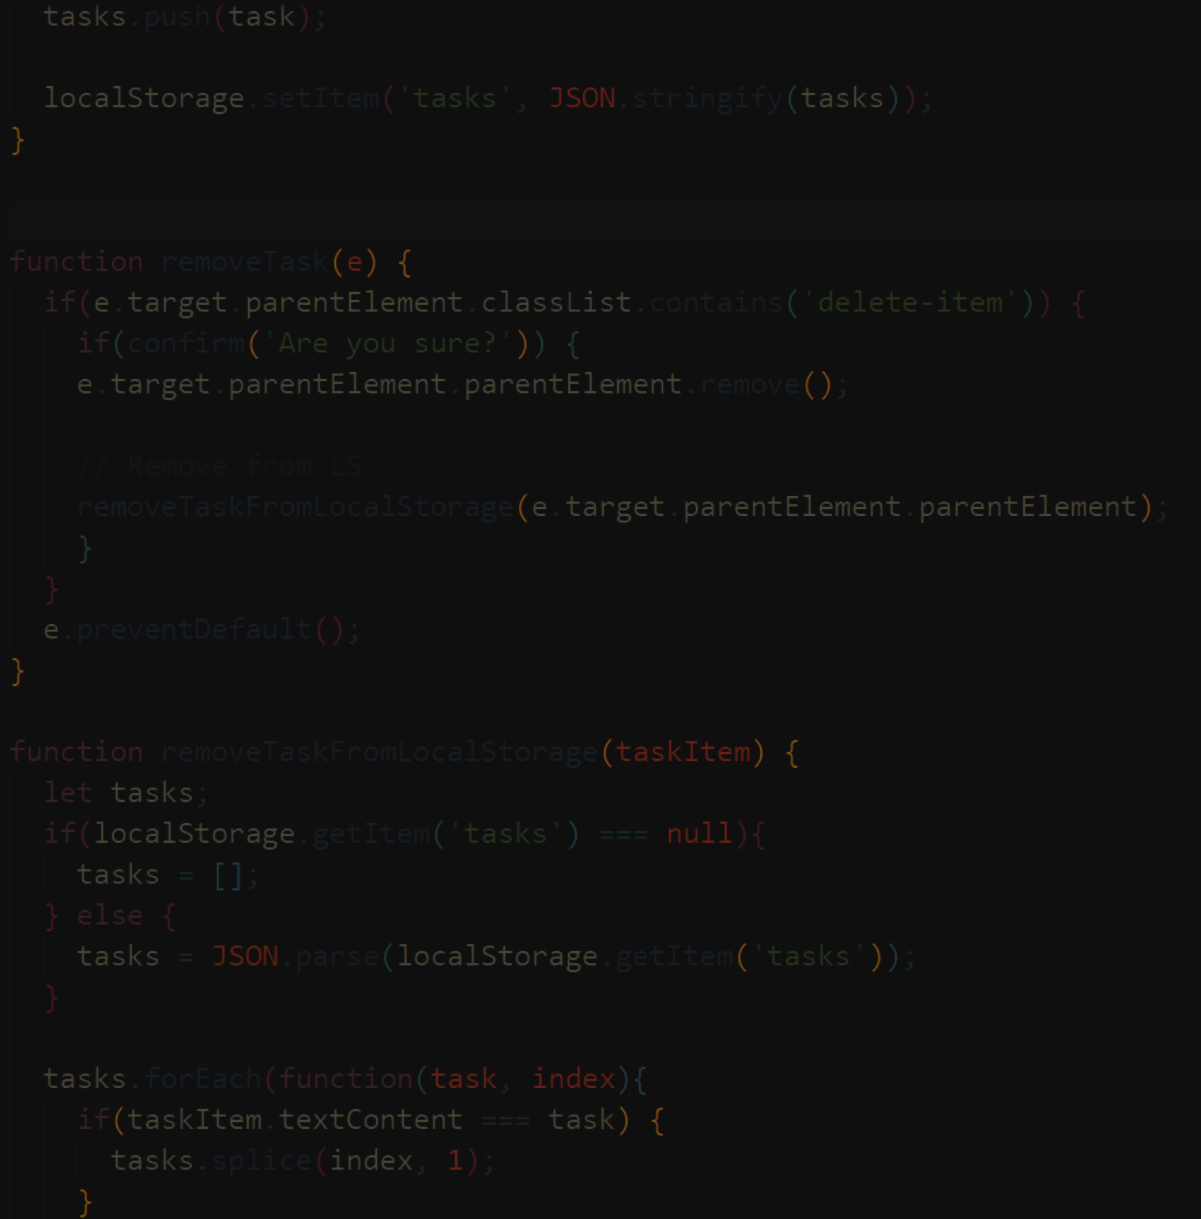 tasks.push(task);
localStorage.setItem('tasks', JSON.stringify(tasks));
}
function removeTask(e) {
if(e.target.parentElement.classList.contains('delete-item')) {
if(confirm('Are you sure?')) {
e.target.parentElement.parentElement.remove();
// Remove from LS
removeTaskFromLocalStorage(e.target.parentElement.parentElement);
}
}
e.preventDefault();
}
function removeTaskFromLocalStorage(taskItem) {
let tasks;
if(localStorage.getItem('tasks') === null){
tasks = [];
} else {
tasks = JSON.parse(localStorage.getItem('tasks'));
}
tasks.forEach(function(task, index){
if(taskItem.textContent === task) {
tasks.splice(index, 1);
}